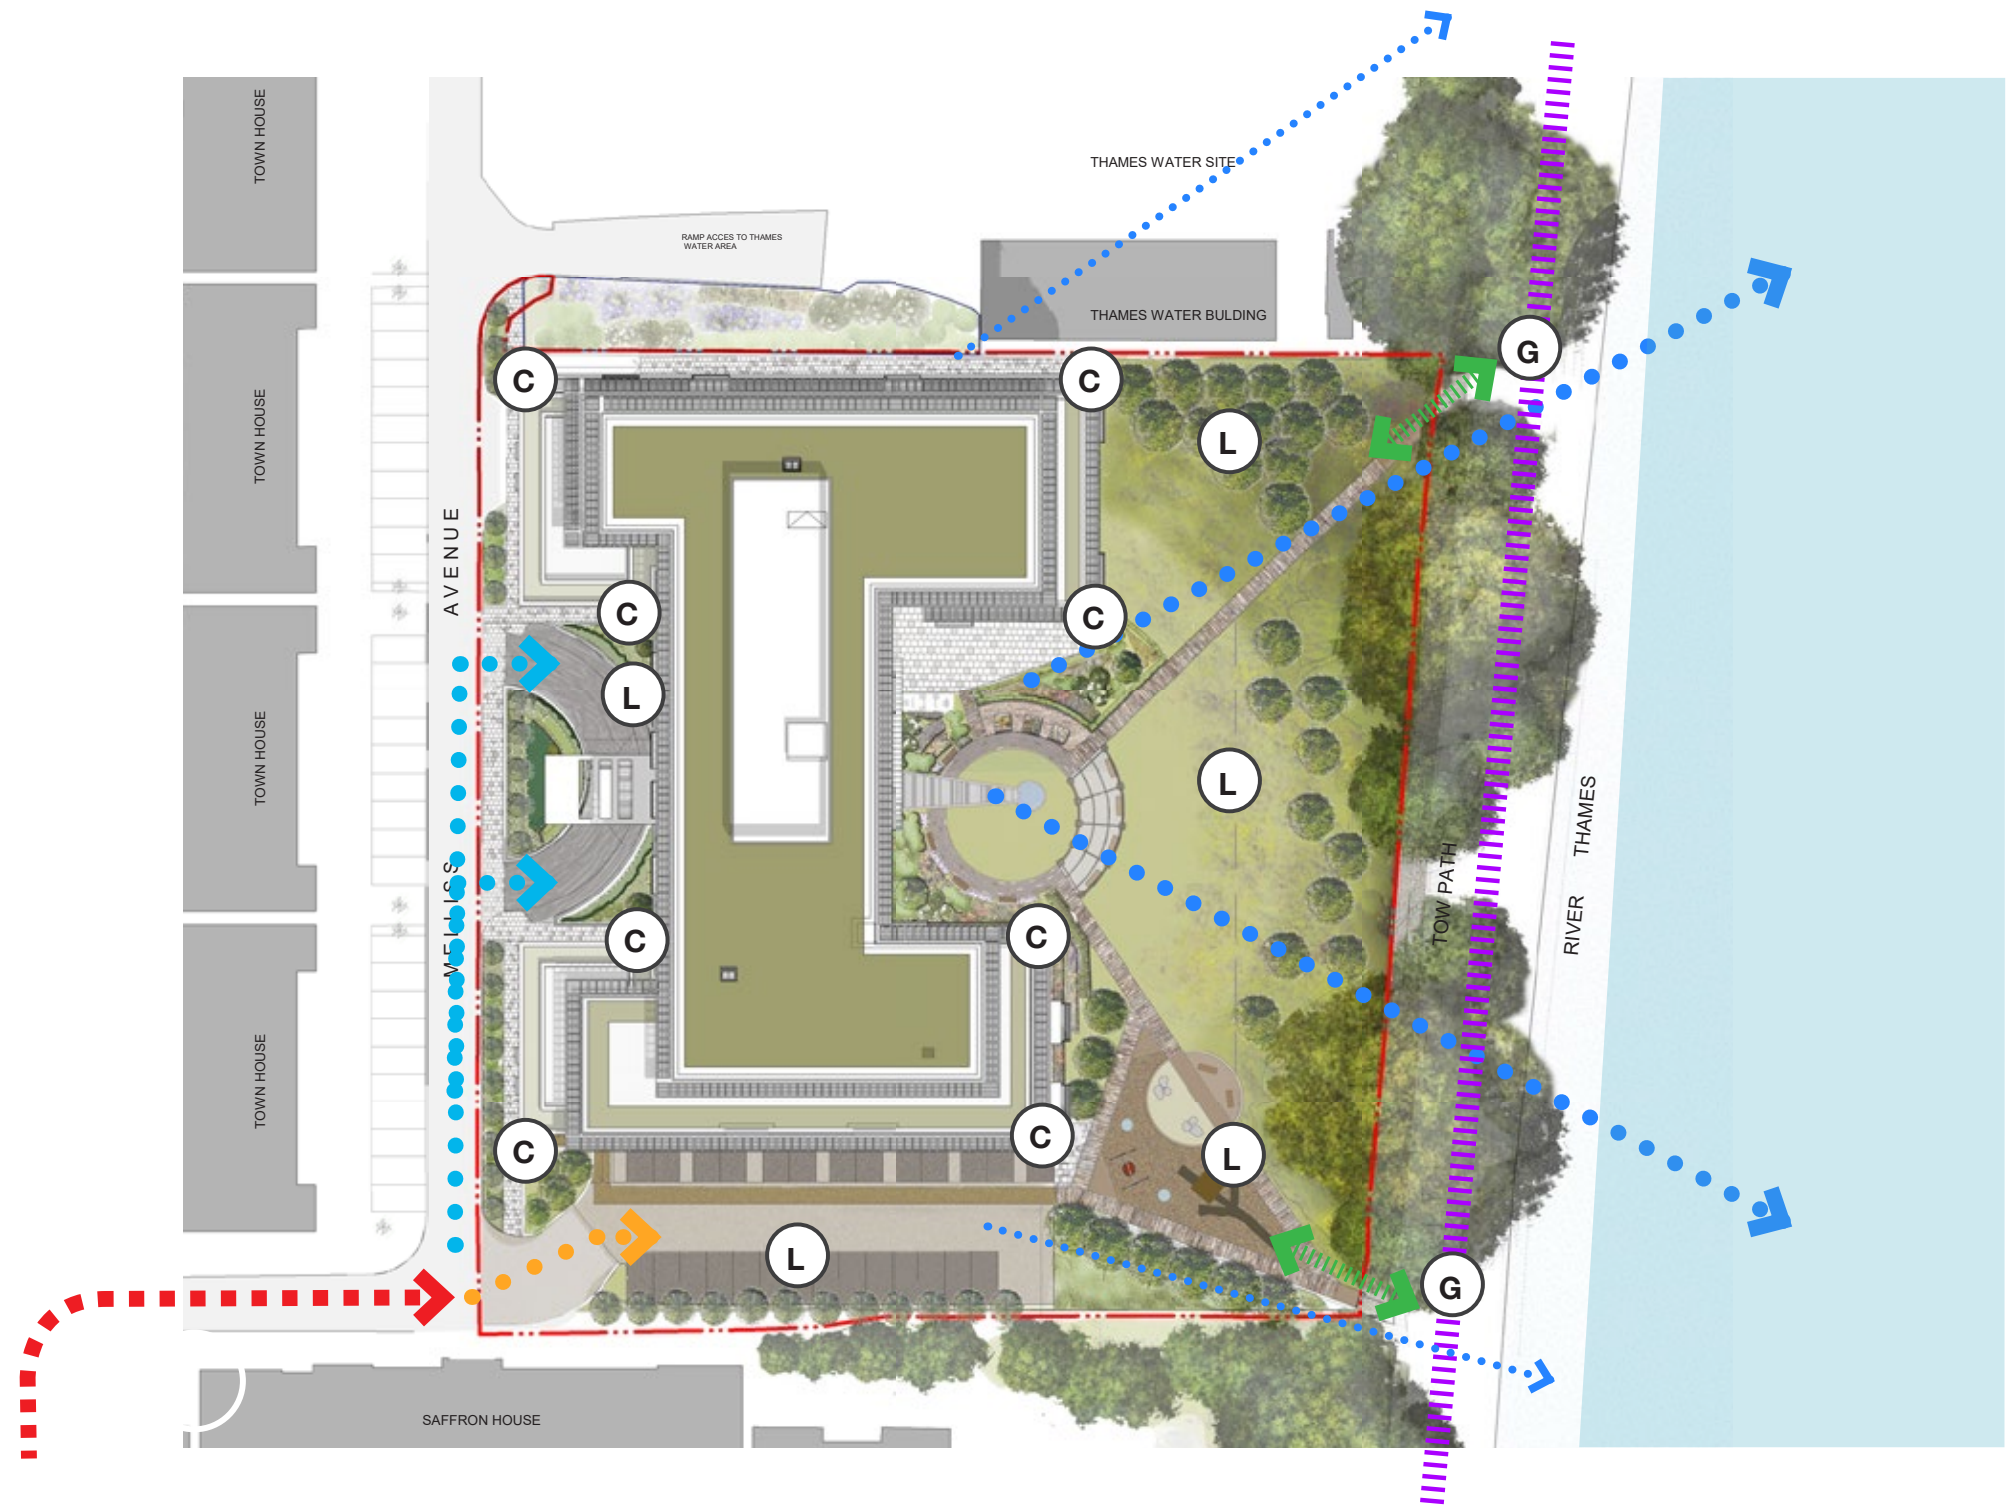 TOWN HOUSE
THAMES WATER SITE
RAMP ACCES TO THAMES
WATER AREA
THAMES WATER BULDING
G
C
C
L
TOWN HOUSE
AVENUE
C
C
L
L
TOWN HOUSE
MELLISS
TOW PATH
RIVER THAMES
C
C
TOWN HOUSE
C
C
L
L
G
SAFFRON HOUSE